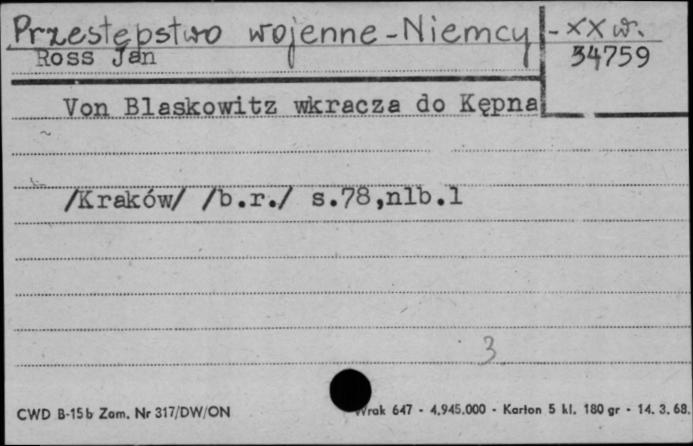 Przestępstwo wojenne - Niemcy - XX w.
Ross Jan 34759
Von Blaskowitz wkracza do Kępna
/Kraków/ /b.r./ s.78,nlb.1
3
CWD B-15b Zam. Nr 317/DW/ON Wrak 647 - 4.945.000 - Karton 5 kl. 180 gr - 14. 3. 68.